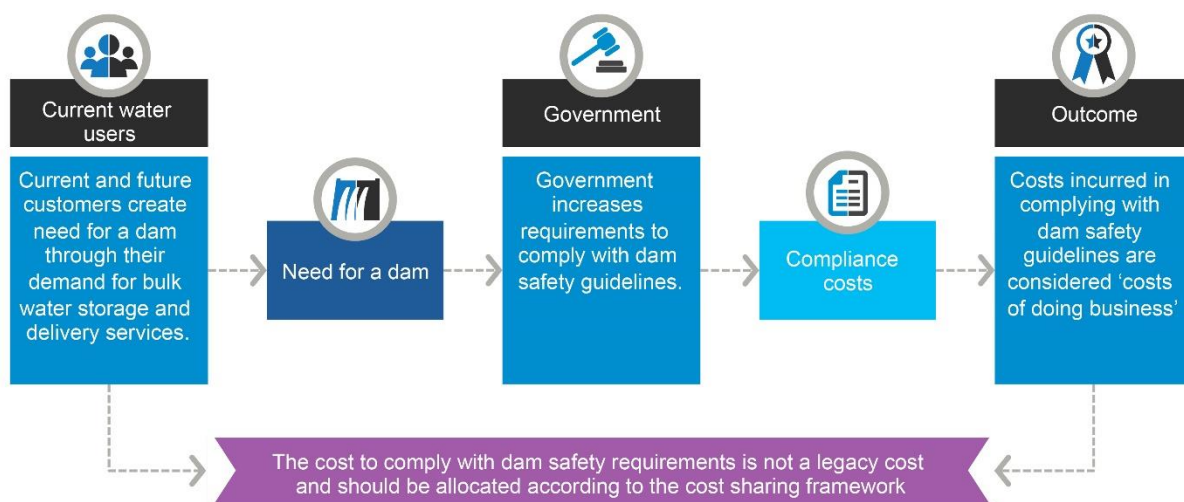 Current water
users
Current and future
customers create
need for a dam
through their
demand for bulk
water storage and
delivery services.
Need for a dam
Government
Government
increases
requirements to
comply with dam
safety guidelines.
Compliance
costs
Outcome
Costs incurred in
complying with
dam safety
guidelines are
considered ‘costs
of doing business’
The cost to comply with dam safety requirements is not a legacy cost
and should be allocated according to the cost sharing framework